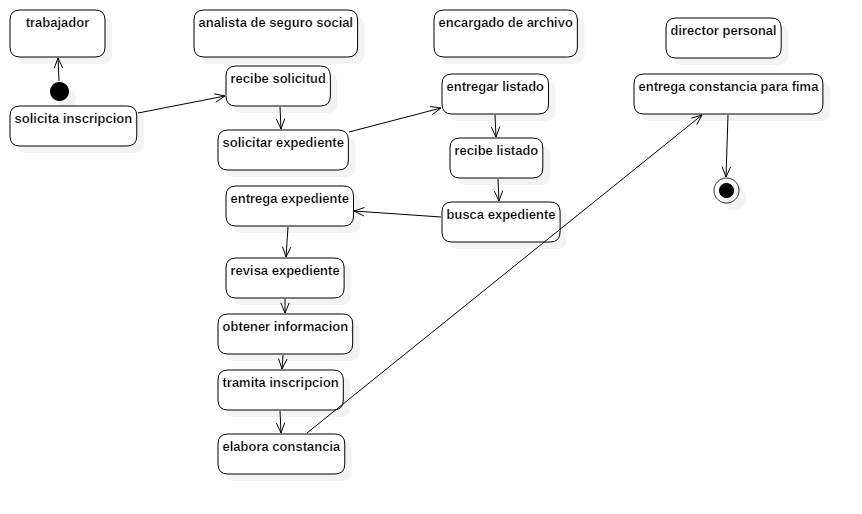 trabajador
analista de seguro social
encargado de archivo
director personal
solicita inscripcion
recibe solicitud
solicitar expediente
entregar listado
recibe listado
busca expediente
entrega expediente
revisa expediente
obtener informacion
tramita inscripcion
elabora constancia
entrega constancia para fima